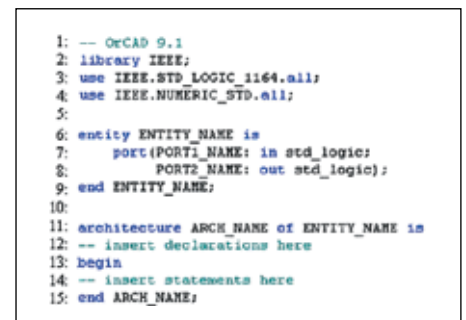 1: -- OrCAD 9.1
2: library IEEE;
3: use IEEE.STD_LOGIC_1164.all;
4: use IEEE.NUMERIC_STD.all;
5:
6: entity ENTITY_NAME is
7: port(PORT1_NAME: in std_logic;
8: PORT2_NAME: out std_logic);
9: end ENTITY_NAME;
10:
11: architecture ARCH_NAME of ENTITY_NAME is
12: -- insert declarations here
13: begin
14: -- insert statements here
15: end ARCH_NAME;